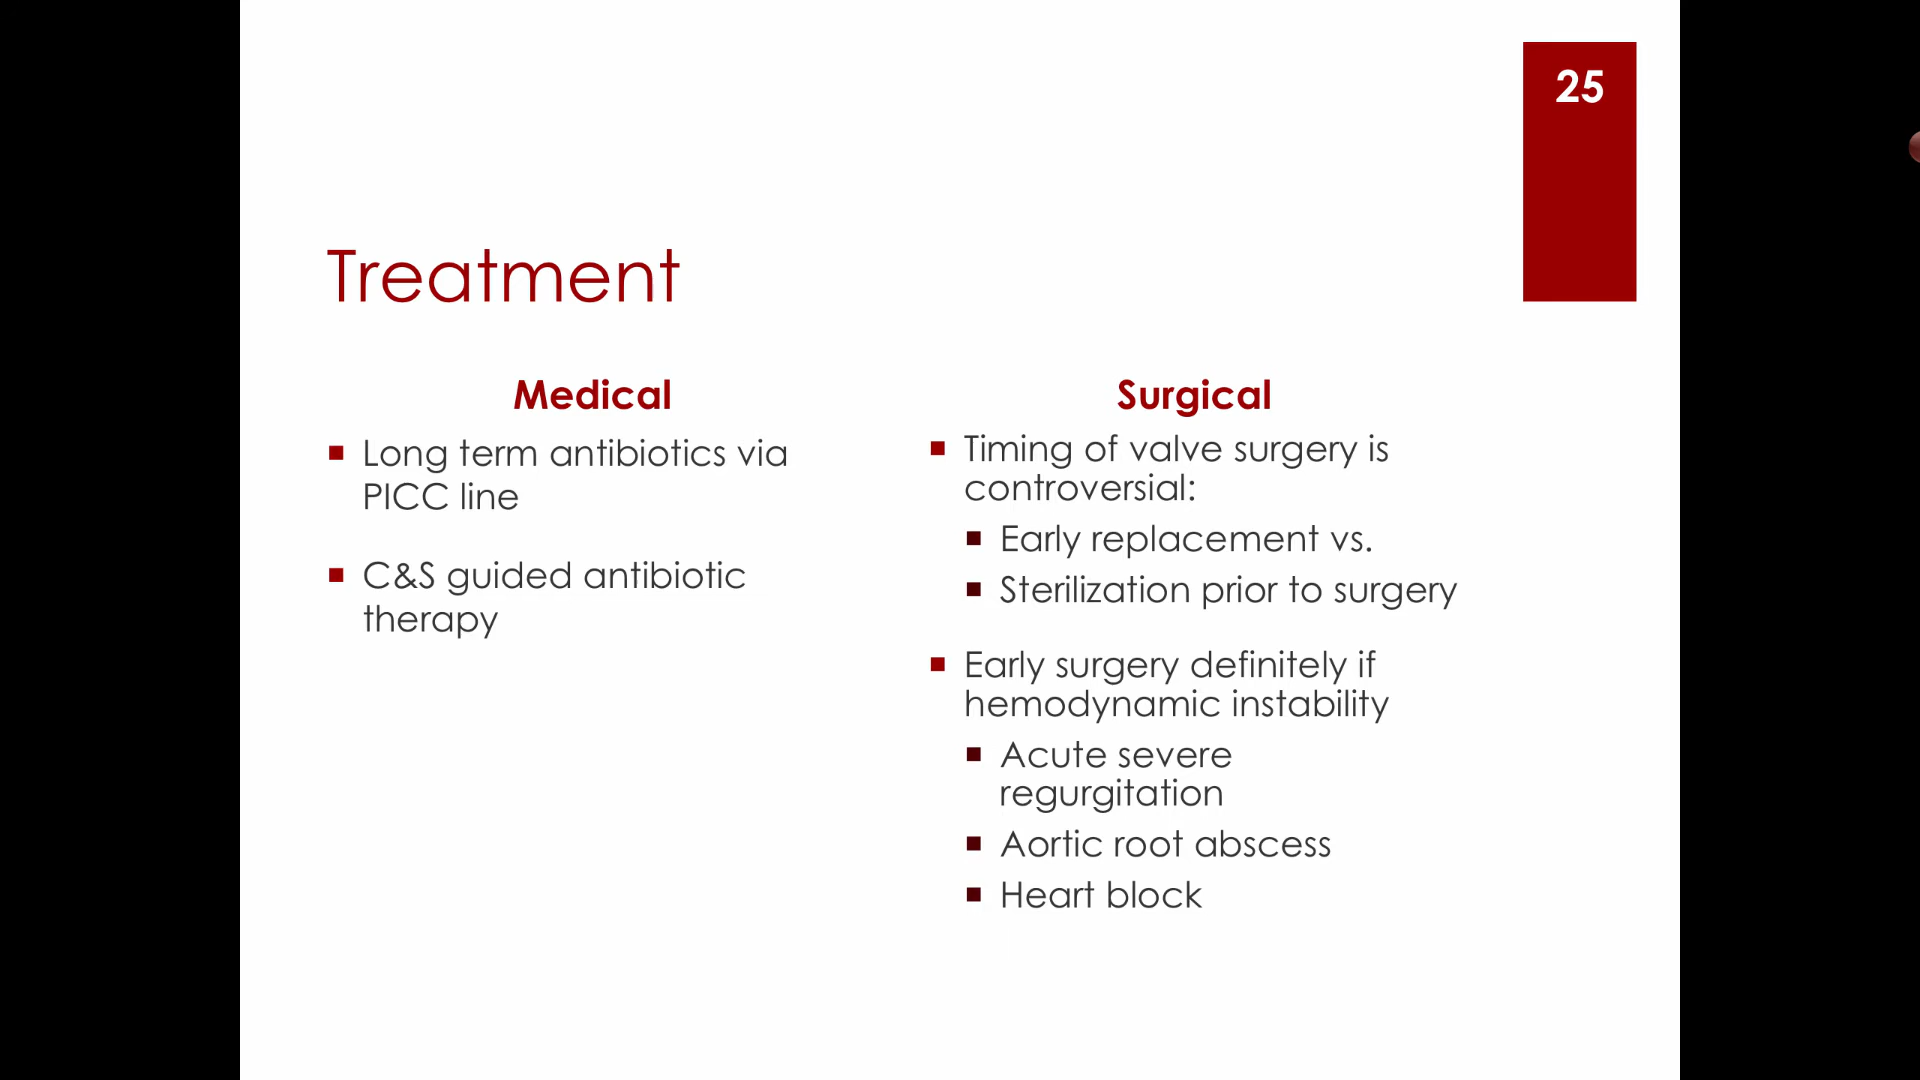 25
Treatment
Medical
Long term antibiotics via
PICC line
C&S guided antibiotic
therapy
Surgical
Timing of valve surgery is
controversial:
Early replacement vs.
Sterilization prior to surgery
Early surgery definitely if
hemodynamic instability
Acute severe
regurgitation
Aortic root abscess
Heart block